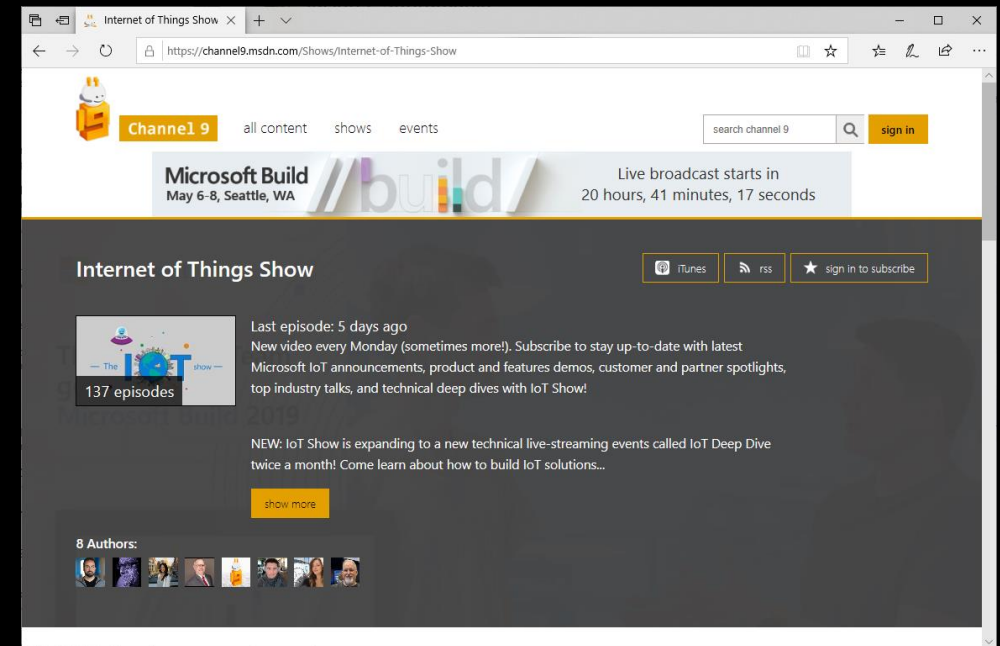 Internet of Things Show
https://channel9.msdn.com/Shows/Internet-of-Things-Show
Channel 9
all content shows events
search channel 9
sign in
Microsoft Build
May 6-8, Seattle, WA
build
Live broadcast starts in
20 hours, 41 minutes, 17 seconds
Internet of Things Show
iTunes
rss
sign in to subscribe
The IOT show
137 episodes
Last episode: 5 days ago
New video every Monday (sometimes more!). Subscribe to stay up-to-date with latest
Microsoft IoT announcements, product and features demos, customer and partner spotlights,
top industry talks, and technical deep dives with IoT Show!
NEW: IoT Show is expanding to a new technical live-streaming events called IoT Deep Dive
twice a month! Come learn about how to build IoT solutions...
show more
8 Authors:
Microsoft Build 2019